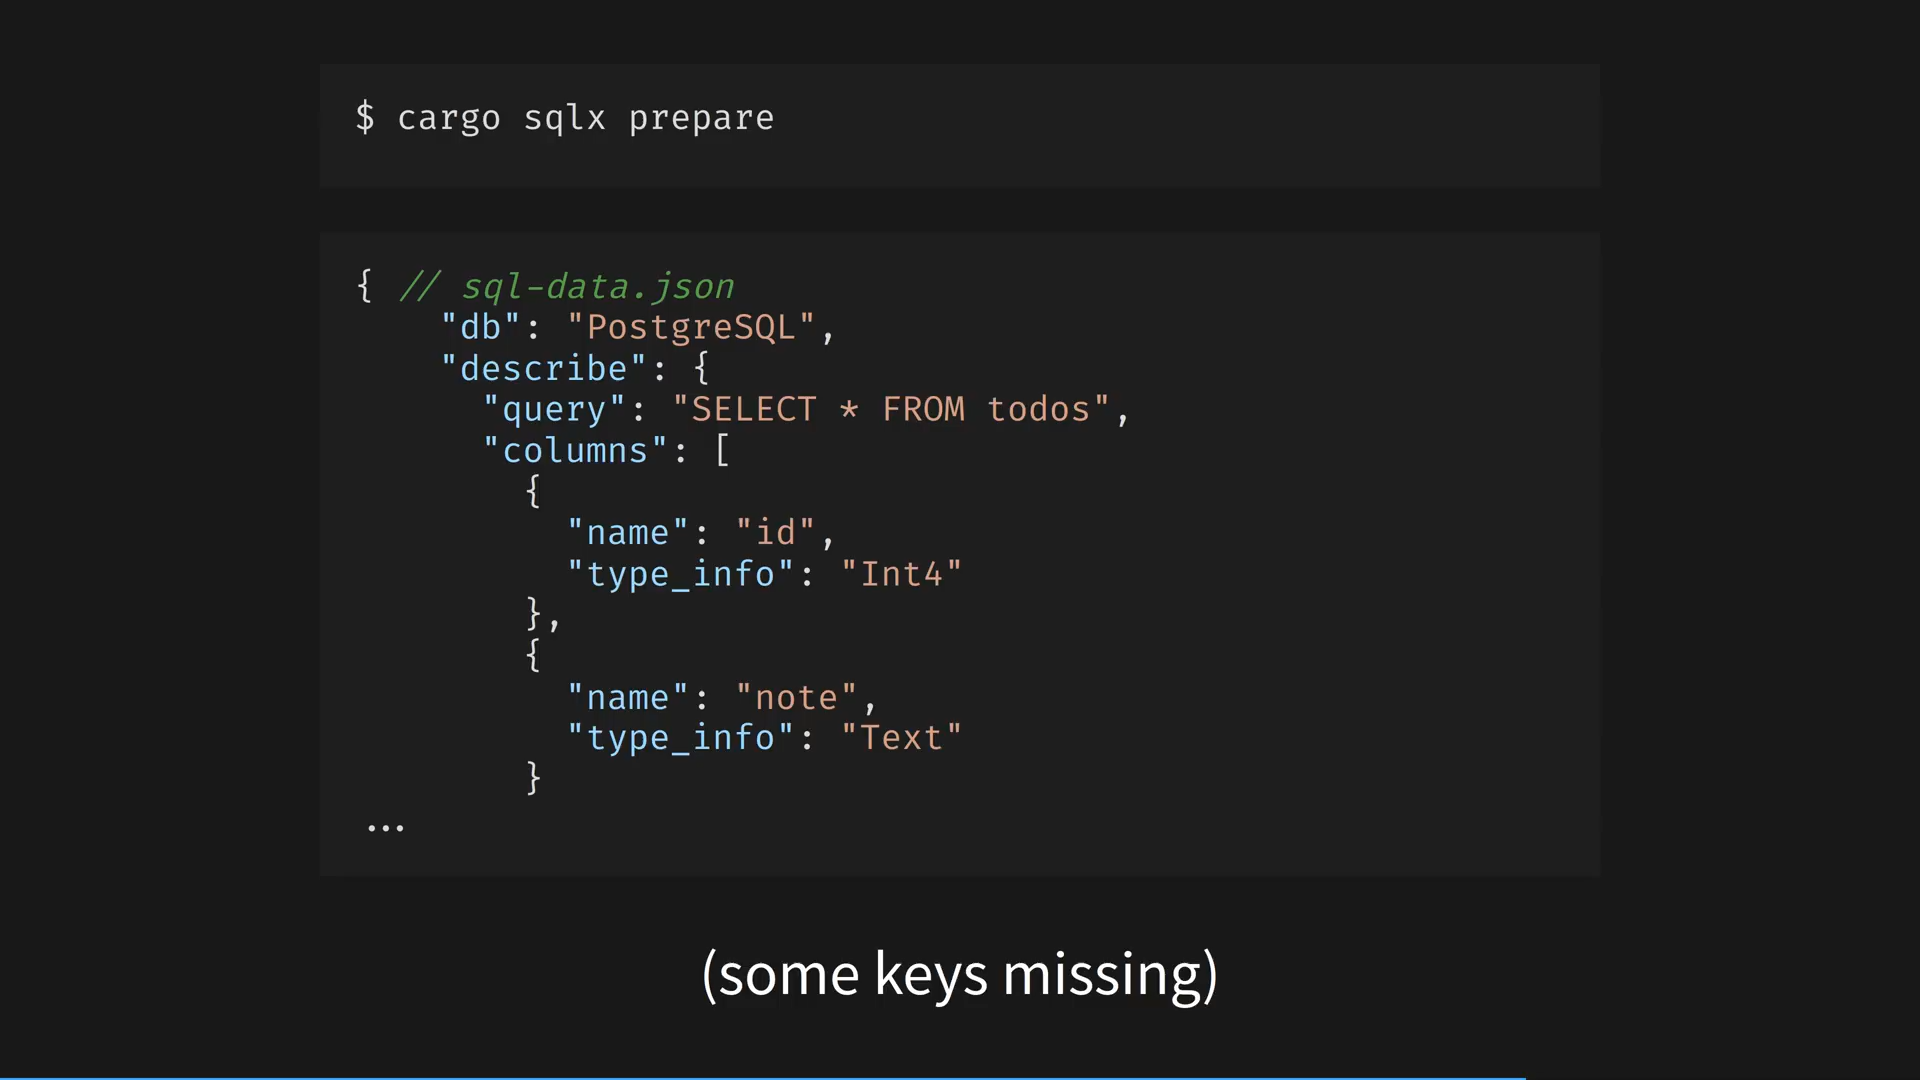 $ cargo sqlx prepare
{ // sql-data.json
    "db": "PostgreSQL",
    "describe": {
      "query": "SELECT * FROM todos",
      "columns": [
        {
          "name": "id",
          "type_info": "Int4"
        },
        {
          "name": "note",
          "type_info": "Text"
        }
...
(some keys missing)